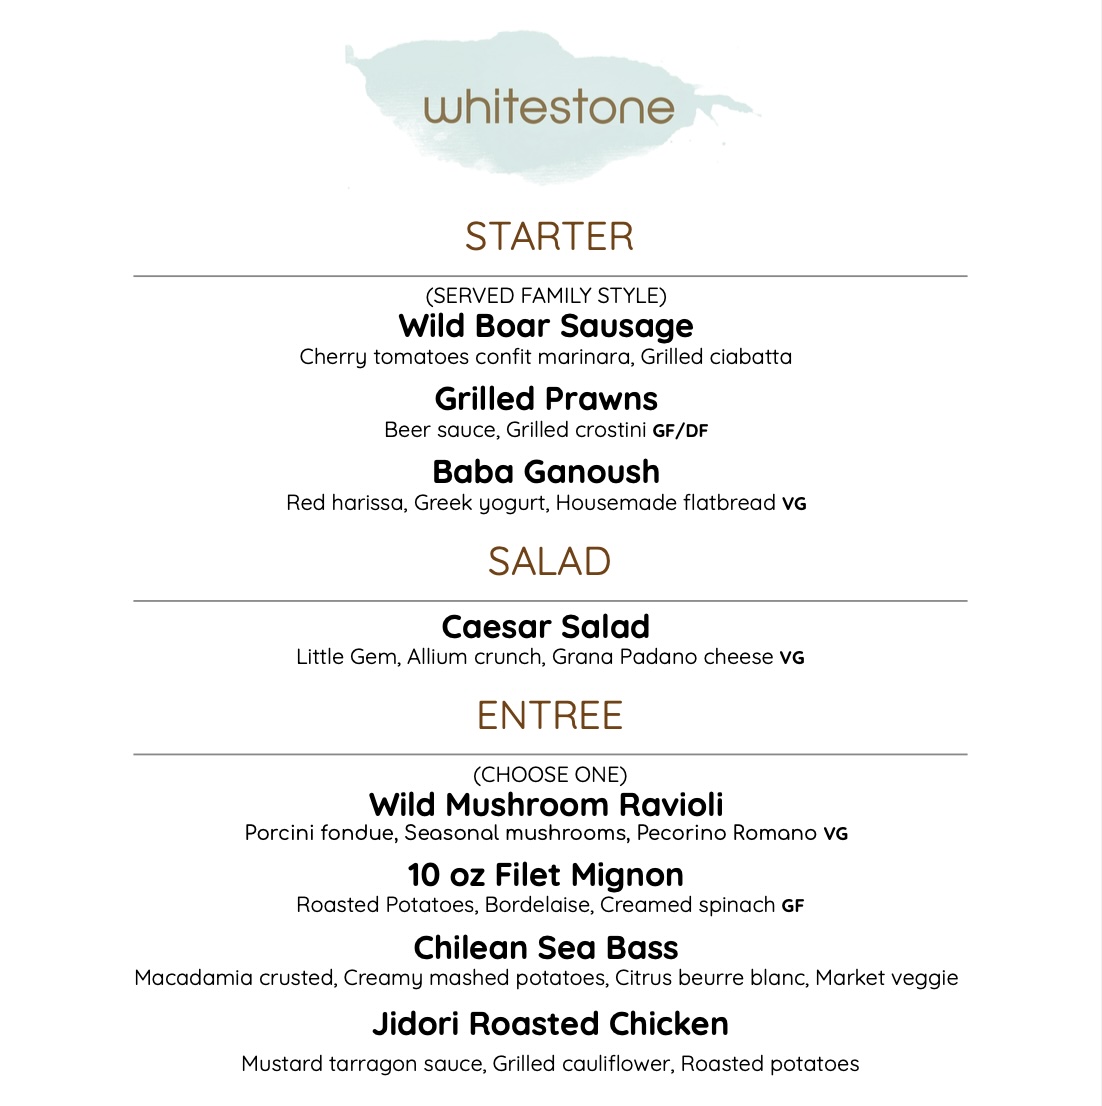 whitestone
STARTER
(SERVED FAMILY STYLE)
Wild Boar Sausage
Cherry tomatoes confit marinara, Grilled ciabatta
Grilled Prawns
Beer sauce, Grilled crostini GF/DF
Baba Ganoush
Red harissa, Greek yogurt, Housemade flatbread VG
SALAD
Caesar Salad
Little Gem, Allium crunch, Grana Padano cheese VG
ENTREE
(CHOOSE ONE)
Wild Mushroom Ravioli
Porcini fondue, Seasonal mushrooms, Pecorino Romano VG
10 oz Filet Mignon
Roasted Potatoes, Bordelaise, Creamed spinach GF
Chilean Sea Bass
Macadamia crusted, Creamy mashed potatoes, Citrus beurre blanc, Market veggie
Jidori Roasted Chicken
Mustard tarragon sauce, Grilled cauliflower, Roasted potatoes